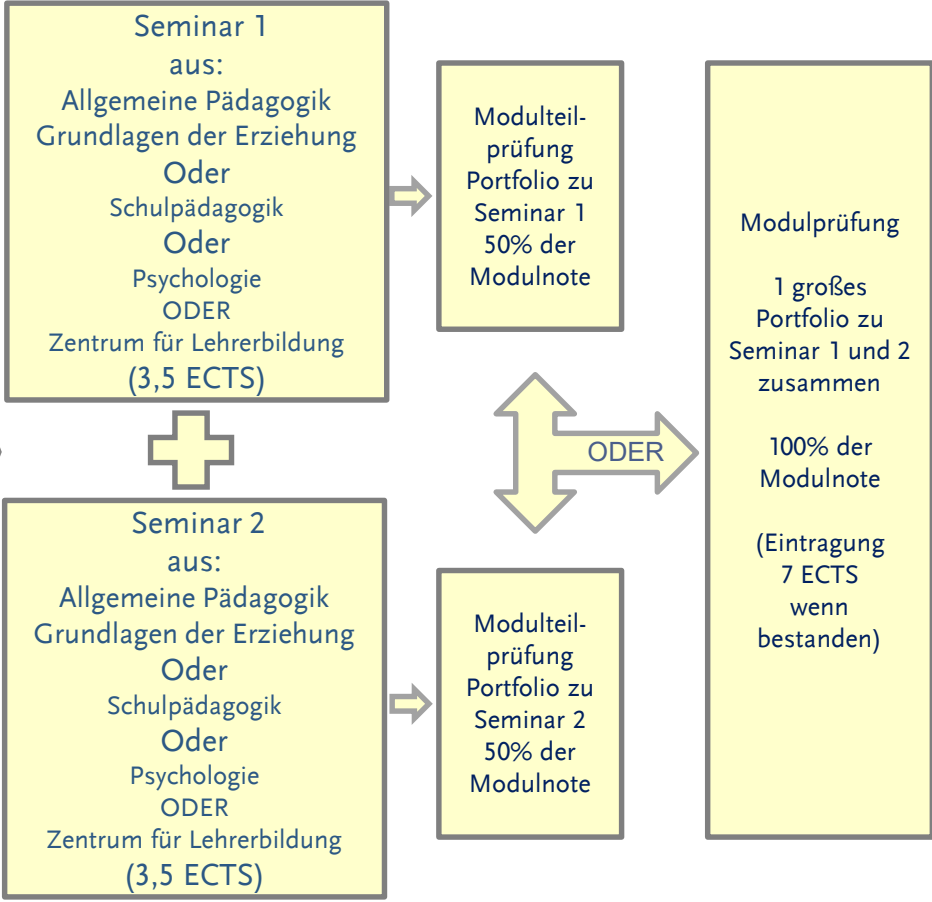 Seminar 1
aus:
Allgemeine Pädagogik
Grundlagen der Erziehung
Oder
Schulpädagogik
Oder
Psychologie
ODER
Zentrum für Lehrerbildung
(3,5 ECTS)
Modulteil-
prüfung
Portfolio zu
Seminar 1
50% der
Modulnote
Seminar 2
aus:
Allgemeine Pädagogik
Grundlagen der Erziehung
Oder
Schulpädagogik
Oder
Psychologie
ODER
Zentrum für Lehrerbildung
(3,5 ECTS)
Modulteil-
prüfung
Portfolio zu
Seminar 2
50% der
Modulnote
ODER
Modulprüfung
1 großes
Portfolio zu
Seminar 1 und 2
zusammen
100% der
Modulnote
(Eintragung
7 ECTS
wenn
bestanden)